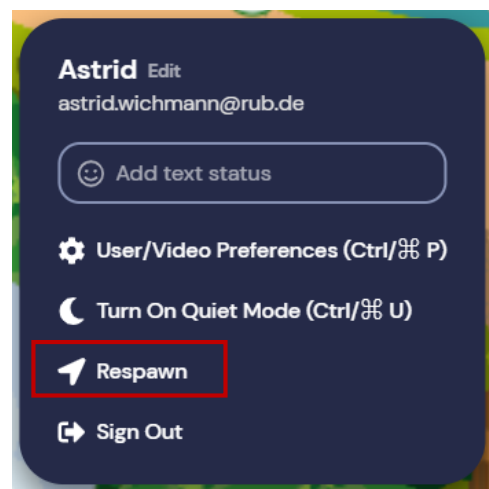 Astrid Edit
astrid.wichmann@rub.de
Add text status
User/Video Preferences (Ctrl/⌘ P)
Turn On Quiet Mode (Ctrl/⌘ U)
Respawn
Sign Out